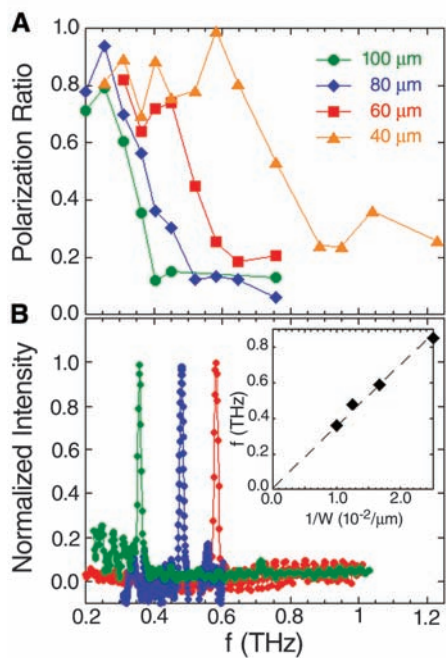 A
1.0
0.8
0.6
0.4
0.2
0.0
Polarization Ratio
100 μm
80 μm
60 μm
40 μm
B
1.0
0.8
0.6
0.4
0.2
0.0
Normalized Intensity
0.8
0.4
0.0
f (THz)
0.0
1.0
2.0
1/W (10⁻²/μm)
0.2
0.4
0.6
0.8
1.0
1.2
f (THz)